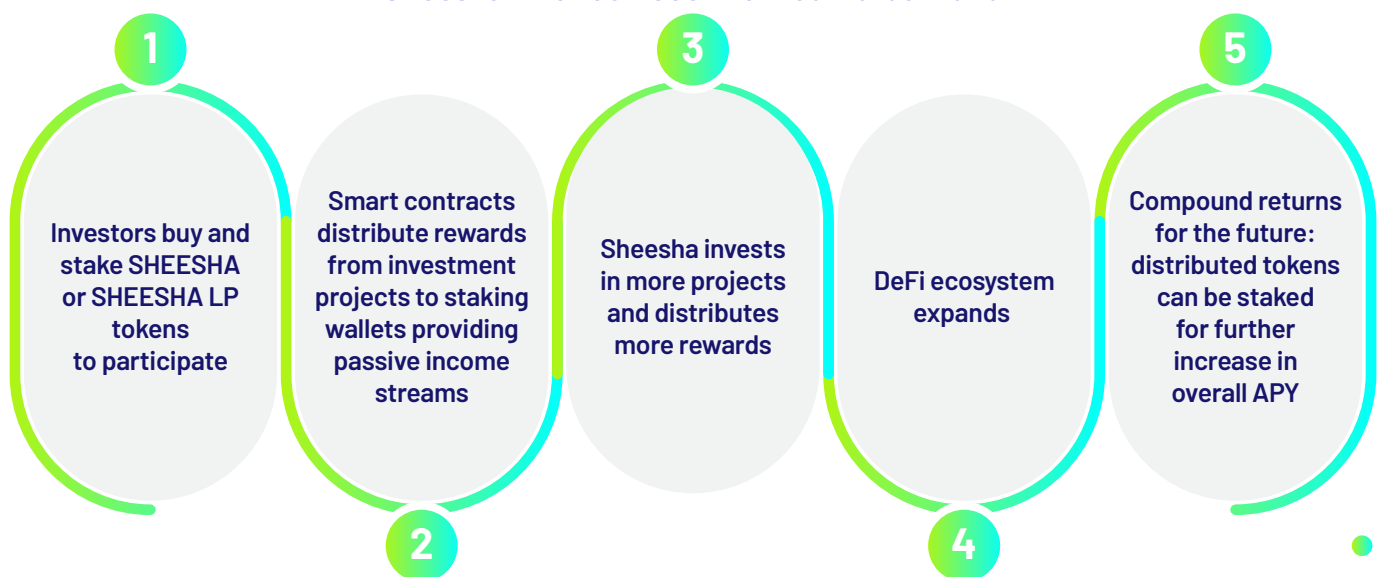 1
Investors buy and
stake SHEESHA
or SHEESHA LP
tokens
to participate
2
Smart contracts
distribute rewards
from investment
projects to staking
wallets providing
passive income
streams
3
Sheesha invests
in more projects
and distributes
more rewards
4
DeFi ecosystem
expands
5
Compound returns
for the future:
distributed tokens
can be staked
for further
increase in
overall APY